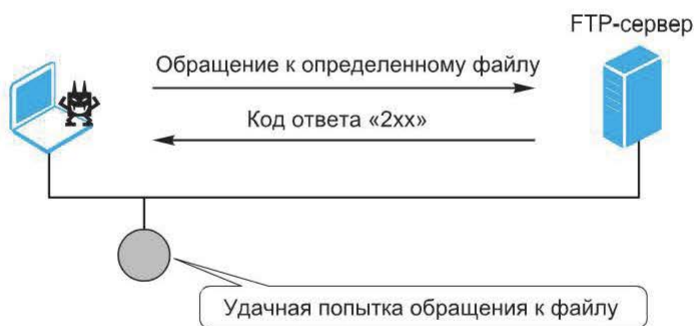 FTP-сервер
Обращение к определенному файлу
Код ответа «2xx»
Удачная попытка обращения к файлу